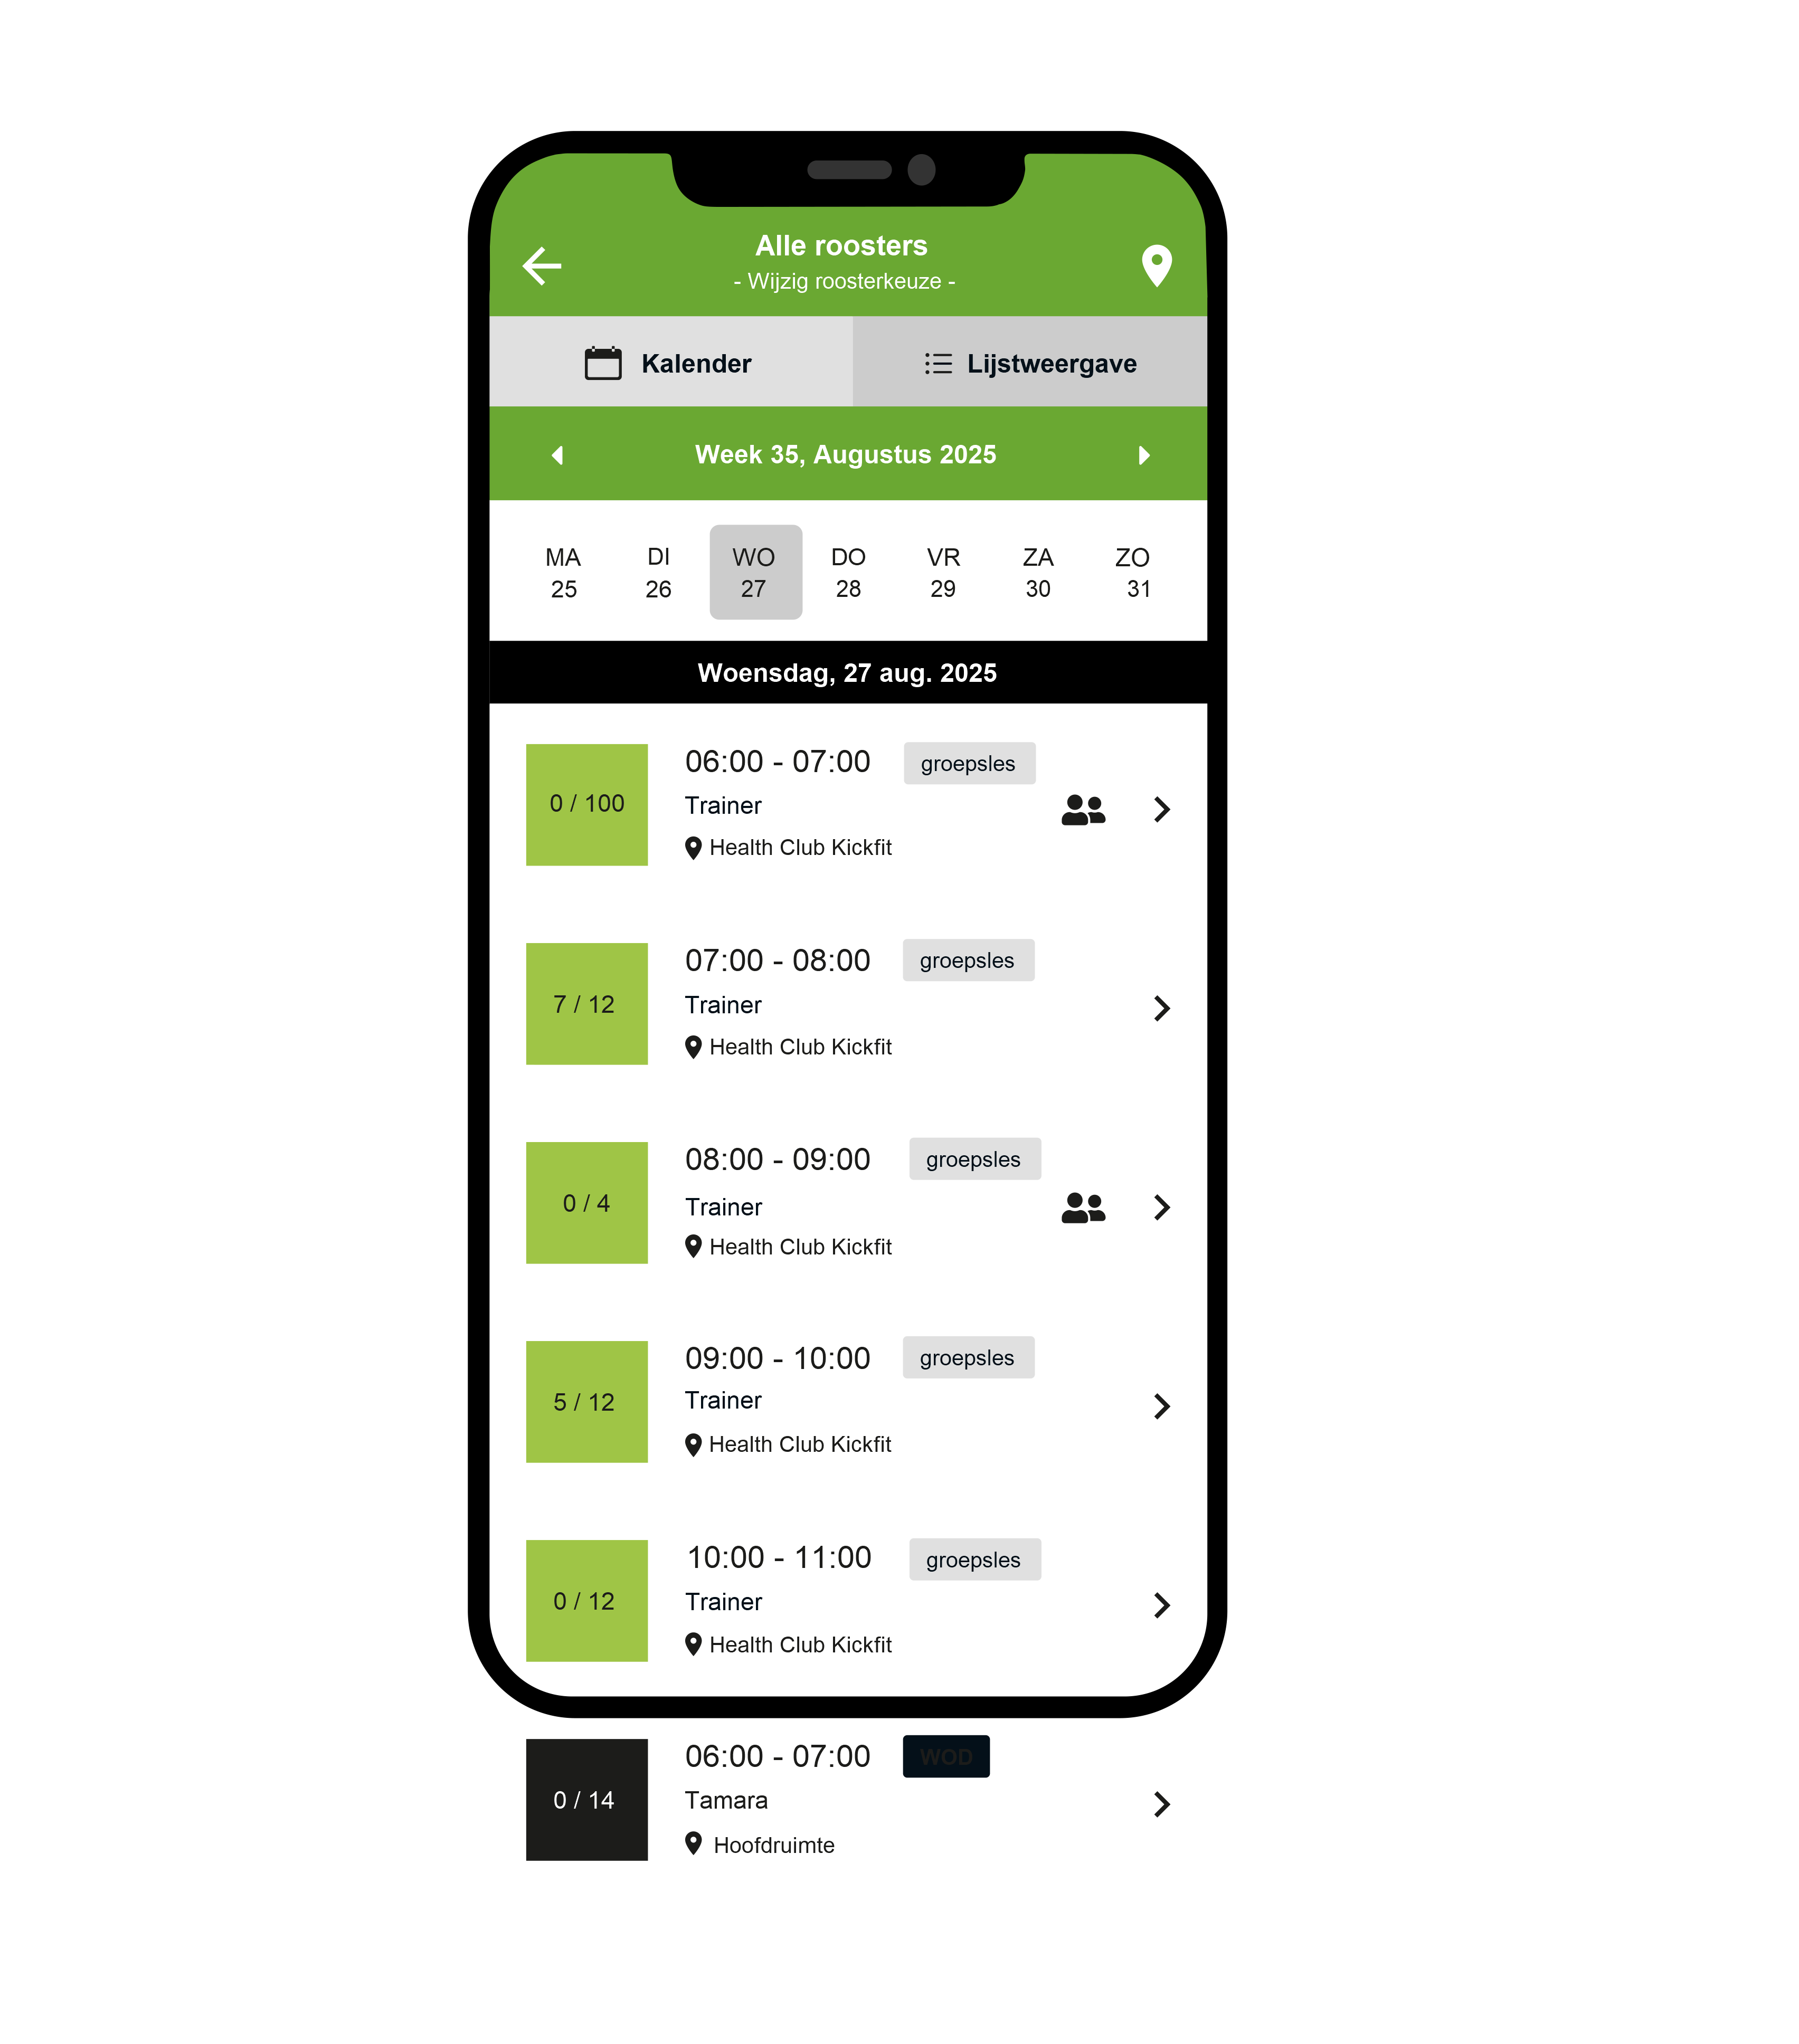 Alle roosters
- Wijzig roosterkeuze -
Kalender Lijstweergave
Week 35, Augustus 2025
MA DI WO DO VR ZA ZO
25 26 27 28 29 30 31
Woensdag, 27 aug. 2025
06:00 - 07:00 groepsles
0 / 100
Trainer
Health Club Kickfit
07:00 - 08:00 groepsles
7 / 12
Trainer
Health Club Kickfit
08:00 - 09:00 groepsles
0 / 4
Trainer
Health Club Kickfit
09:00 - 10:00 groepsles
5 / 12
Trainer
Health Club Kickfit
10:00 - 11:00 groepsles
0 / 12
Trainer
Health Club Kickfit
06:00 - 07:00 WOD
0 / 14
Tamara
Hoofdruimte